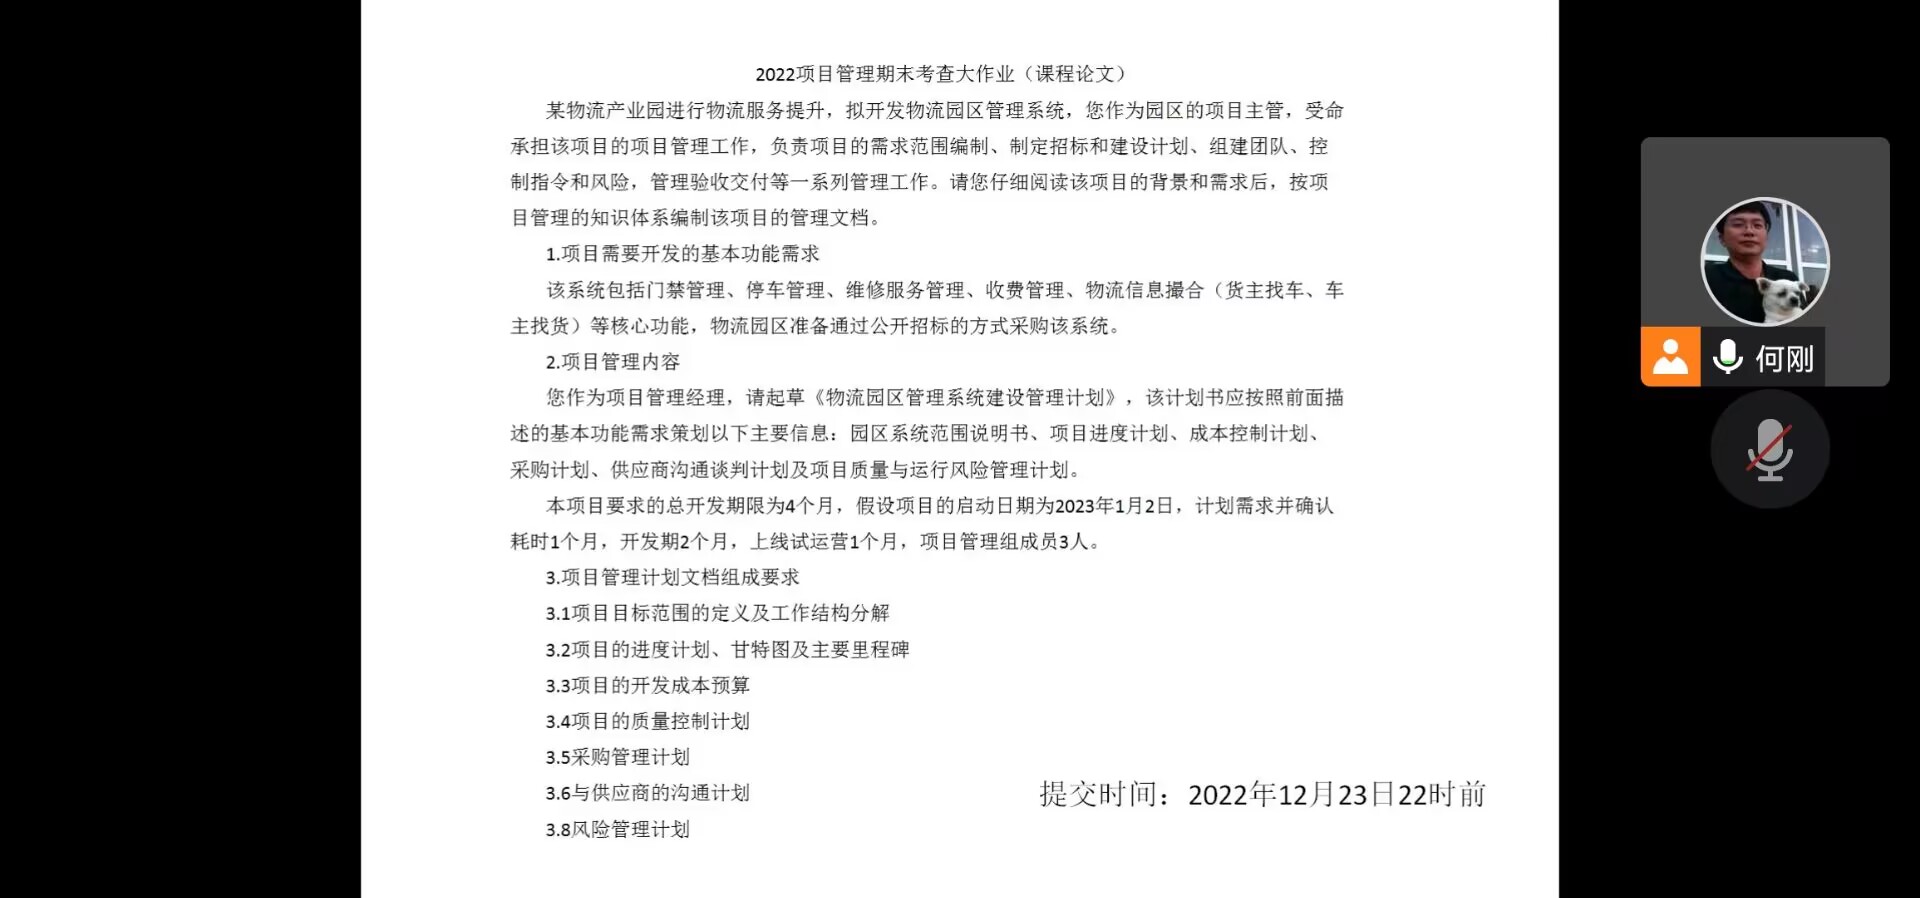 2022项目管理期末考查大作业（课程论文）
某物流产业园进行物流服务提升，拟开发物流园区管理系统，您作为园区的项目主管，受命
承担该项目的项目管理工作，负责项目的需求范围编制、制定招标和建设计划、组建团队、控
制指令和风险，管理验收交付等一系列管理工作。请您仔细阅读该项目的背景和需求后，按项
目管理的知识体系编制该项目的管理文档。
1.项目需要开发的基本功能需求
该系统包括门禁管理、停车管理、维修服务管理、收费管理、物流信息撮合（货主找车、车
主找货）等核心功能，物流园区准备通过公开招标的方式采购该系统。
2.项目管理内容
您作为项目管理经理，请起草《物流园区管理系统建设管理计划》，该计划书应按照前面描
述的基本功能需求策划以下主要信息：园区系统范围说明书、项目进度计划、成本控制计划、
采购计划、供应商沟通谈判计划及项目质量与运行风险管理计划。
本项目要求的总开发期限为4个月，假设项目的启动日期为2023年1月2日，计划需求并确认
耗时1个月，开发期2个月，上线试运营1个月，项目管理组成员3人。
3.项目管理计划文档组成要求
3.1项目目标范围的定义及工作结构分解
3.2项目的进度计划、甘特图及主要里程碑
3.3项目的开发成本预算
3.4项目的质量控制计划
3.5采购管理计划
3.6与供应商的沟通计划
3.8风险管理计划
提交时间：2022年12月23日22时前
何刚